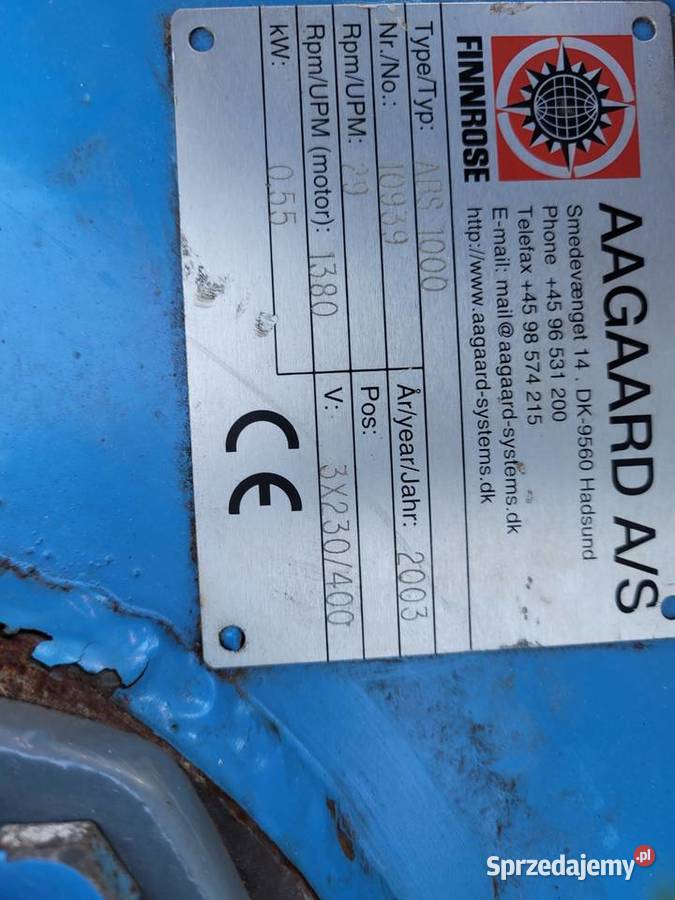 AAGAARD A/S
Smedevænget 14 . DK-9560 Hadsund
Phone +45 96 531 200
Telefax +45 98 574 215
E-mail: mail@aagaard-systems.dk
http://www.aagaard-systems.dk
FINNROSE
Type/Typ: ABS 1000
Nr./No.: 10939 År/year/Jahr: 2003
Rpm/UPM: 29 Pos:
Rpm/UPM (motor): 1380 V: 3X230/400
kW: 0,55
CE
Sprzedajemy.pl